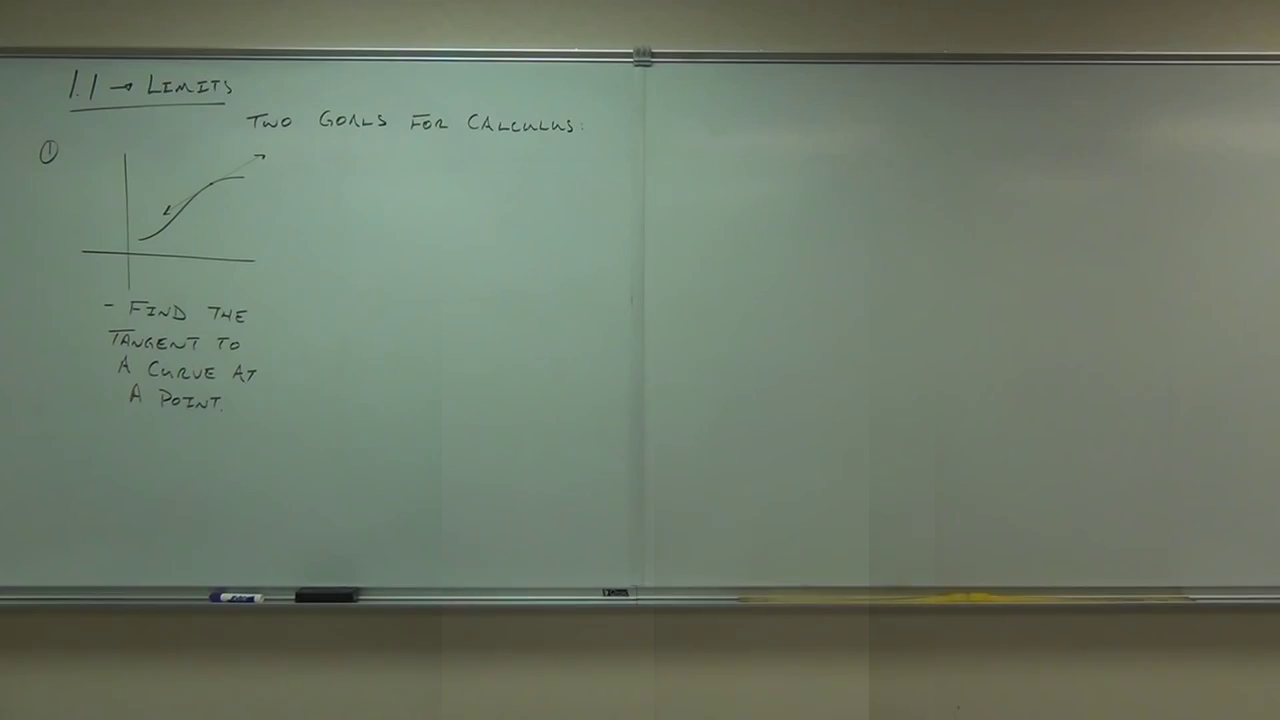 1.1 → LIMITS
TWO GOALS FOR CALCULUS:
①
- FIND THE
TANGENT TO
A CURVE AT
A POINT.